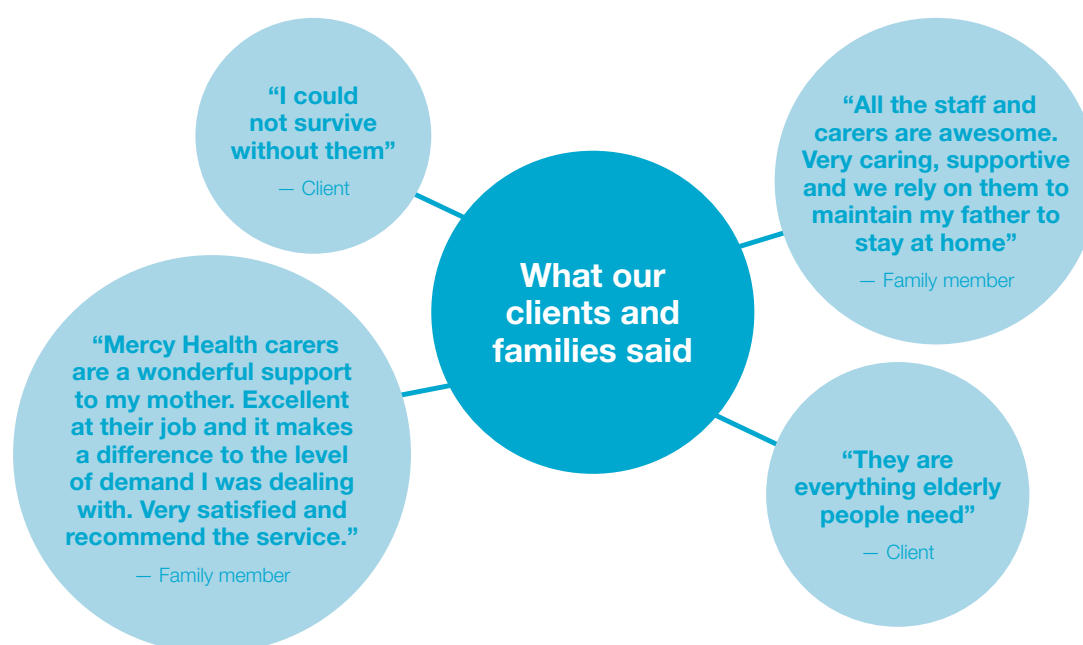 “I could
not survive
without them”
— Client
“All the staff and
carers are awesome.
Very caring, supportive
and we rely on them to
maintain my father to
stay at home”
— Family member
What our
clients and
families said
“Mercy Health carers
are a wonderful support
to my mother. Excellent
at their job and it makes
a difference to the level
of demand I was dealing
with. Very satisfied and
recommend the service.”
— Family member
“They are
everything elderly
people need”
— Client